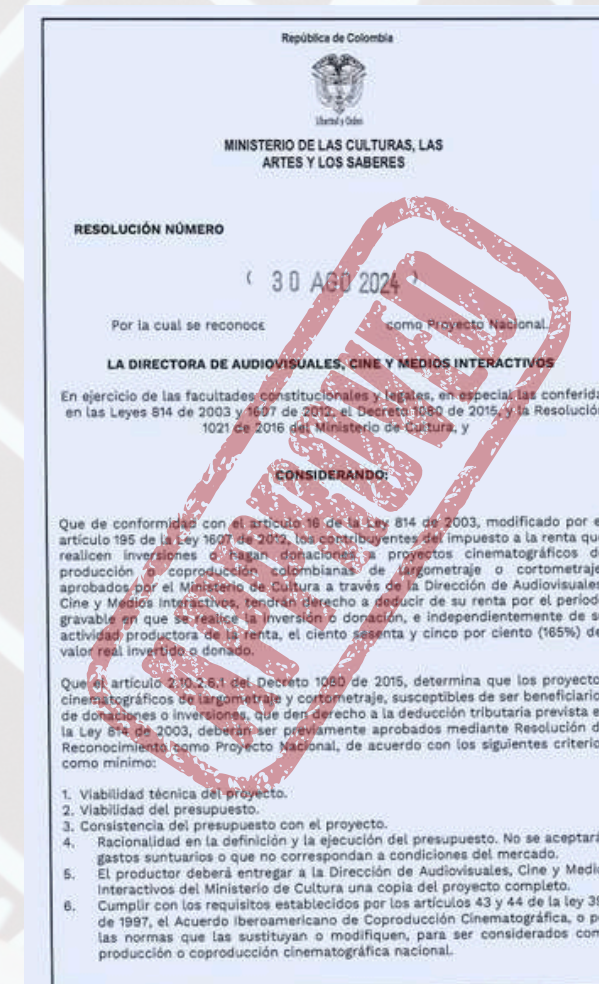 República de Colombia
Libertad y Orden
MINISTERIO DE LAS CULTURAS, LAS
ARTES Y LOS SABERES
RESOLUCIÓN NÚMERO
( 30 AGO 2024 )
Por la cual se reconoce como Proyecto Nacional.
LA DIRECTORA DE AUDIOVISUALES, CINE Y MEDIOS INTERACTIVOS
En ejercicio de las facultades constitucionales y legales, en especial las conferida
en las Leyes 814 de 2003 y 1607 de 2012, el Decreto 1080 de 2015, y la Resolución
1021 de 2016 del Ministerio de Cultura, y
CONSIDERANDO:
APPROVED
Que de conformidad con el artículo 16 de la Ley 814 de 2003, modificado por e
artículo 195 de la Ley 1607 de 2012, los contribuyentes del impuesto a la renta que
realicen inversiones o hagan donaciones a proyectos cinematográficos d
producción o coproducción colombianas de largometraje o cortometraje
aprobados por el Ministerio de Cultura a través de la Dirección de Audiovisuales
Cine y Medios Interactivos, tendrán derecho a deducir de su renta por el period
gravable en que se realice la inversión o donación, e independientemente de s
actividad productora de la renta, el ciento sesenta y cinco por ciento (165%) de
valor real invertido o donado.
Que el artículo 2.10.2.6.1 del Decreto 1080 de 2015, determina que los proyecto
cinematográficos de largometraje y cortometraje, susceptibles de ser beneficiario
de donaciones o inversiones, que den derecho a la deducción tributaria prevista e
la Ley 814 de 2003, deberán ser previamente aprobados mediante Resolución d
Reconocimiento como Proyecto Nacional, de acuerdo con los siguientes criterio
como mínimo:
1. Viabilidad técnica del proyecto.
2. Viabilidad del presupuesto.
3. Consistencia del presupuesto con el proyecto.
4. Racionalidad en la definición y la ejecución del presupuesto. No se aceptará
gastos suntuarios o que no correspondan a condiciones del mercado.
5. El productor deberá entregar a la Dirección de Audiovisuales, Cine y Medio
Interactivos del Ministerio de Cultura una copia del proyecto completo.
6. Cumplir con los requisitos establecidos por los artículos 43 y 44 de la ley 39
de 1997, el Acuerdo Iberoamericano de Coproducción Cinematográfica, o p
las normas que las sustituyan o modifiquen, para ser considerados com
producción o coproducción cinematográfica nacional.